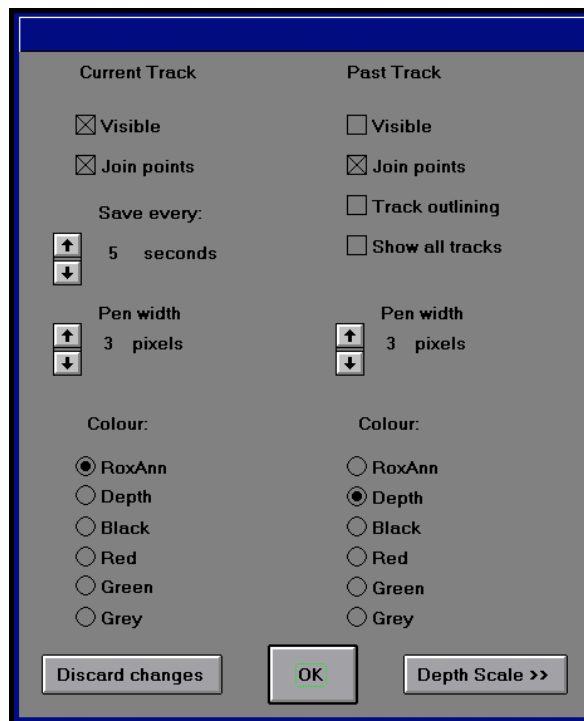 Current Track
Past Track
Visible
Visible
Join points
Join points
Save every:
Track outlining
5 seconds
Show all tracks
Pen width
Pen width
3 pixels
3 pixels
Colour:
Colour:
RoxAnn
RoxAnn
Depth
Depth
Black
Black
Red
Red
Green
Green
Grey
Grey
Discard changes
OK
Depth Scale >>